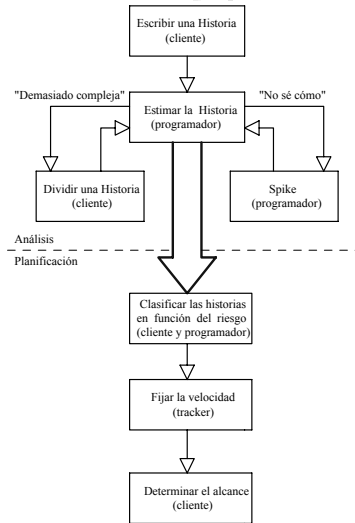 Escribir una Historia
(cliente)
"Demasiado compleja"
"No sé cómo"
Estimar la Historia
(programador)
Dividir una Historia
(cliente)
Spike
(programador)
Análisis
Planificación
Clasificar las historias
en función del riesgo
(cliente y programador)
Fijar la velocidad
(tracker)
Determinar el alcance
(cliente)